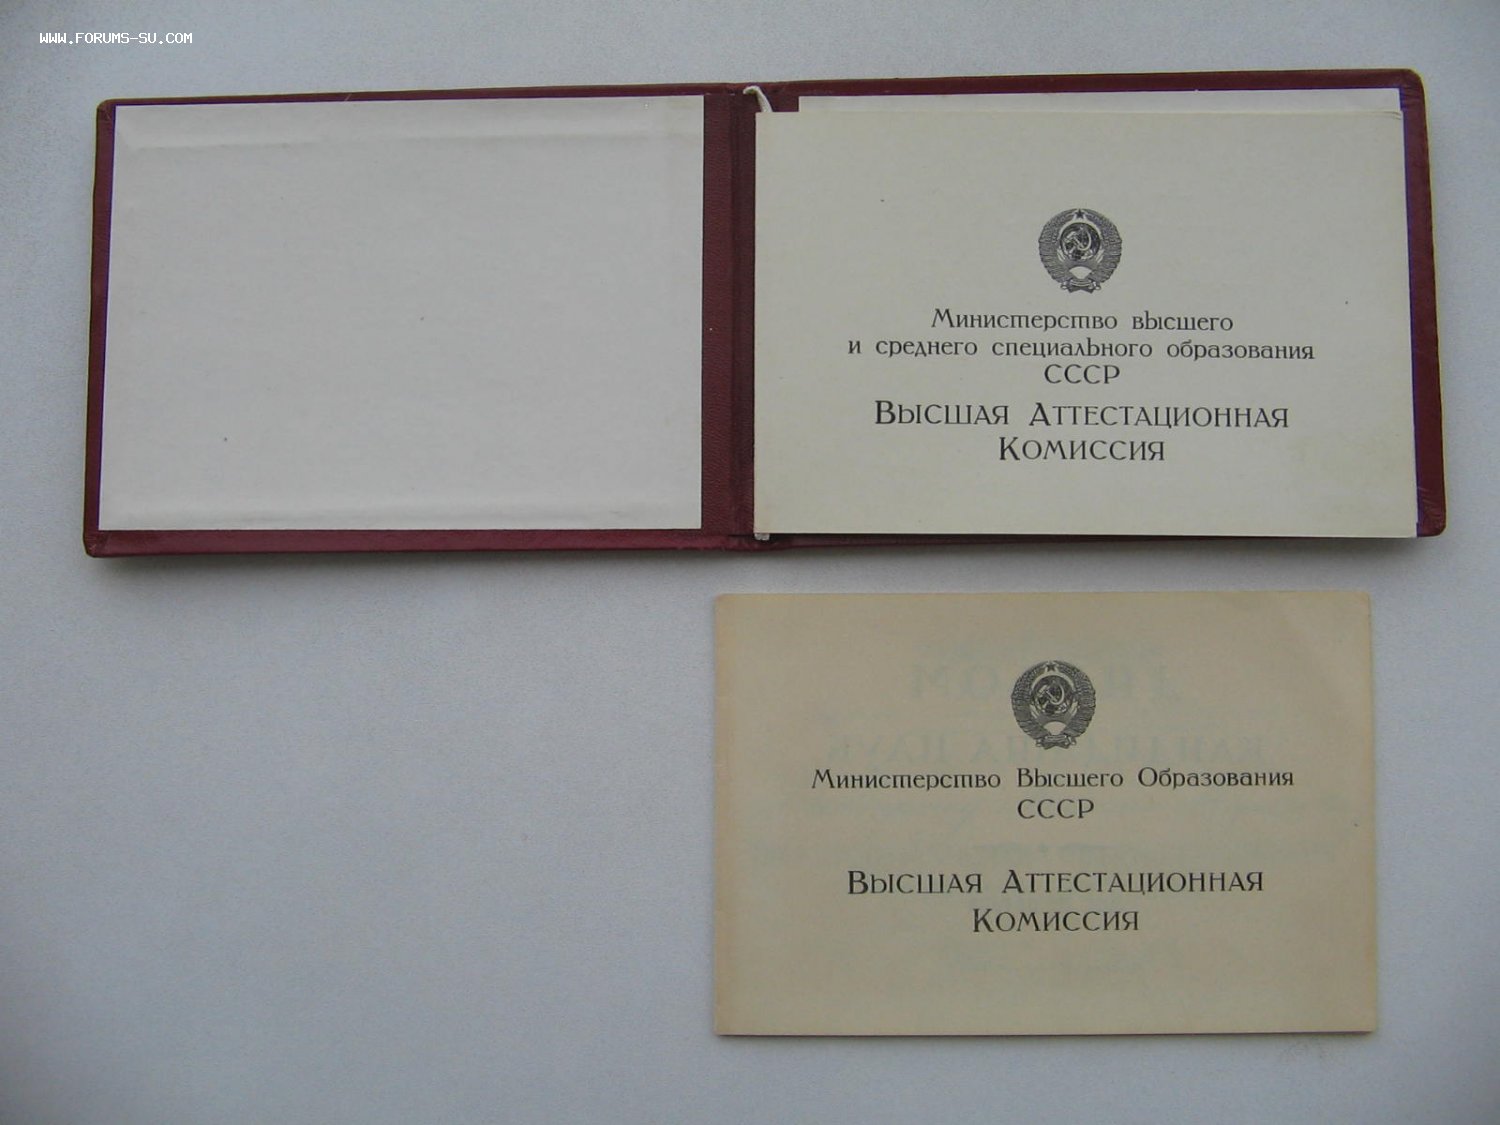 WWW.FORUMS-SU.COM
Министерство высшего
и среднего специального образования
СССР
Высшая Аттестационная
Комиссия
Министерство Высшего Образования
СССР
Высшая Аттестационная
Комиссия